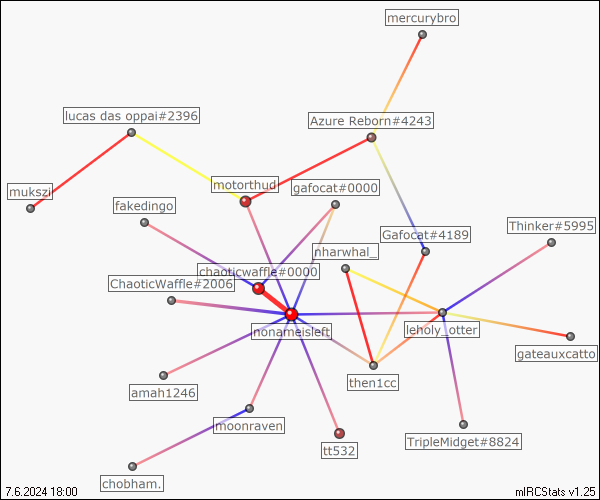 mercurybro
lucas das oppai#2396
Azure Reborn#4243
mukszi
motorthud
gafocat#0000
fakedingo
Thinker#5995
Gafocat#4189
nharwhal_
chaoticwaffle#0000
ChaoticWaffle#2006
nonameisleft
leholy_otter
gateauxcatto
then1cc
amah1246
moonraven
TripleMidget#8824
tt532
chobham.
7.6.2024 18:00
mIRCStats v1.25